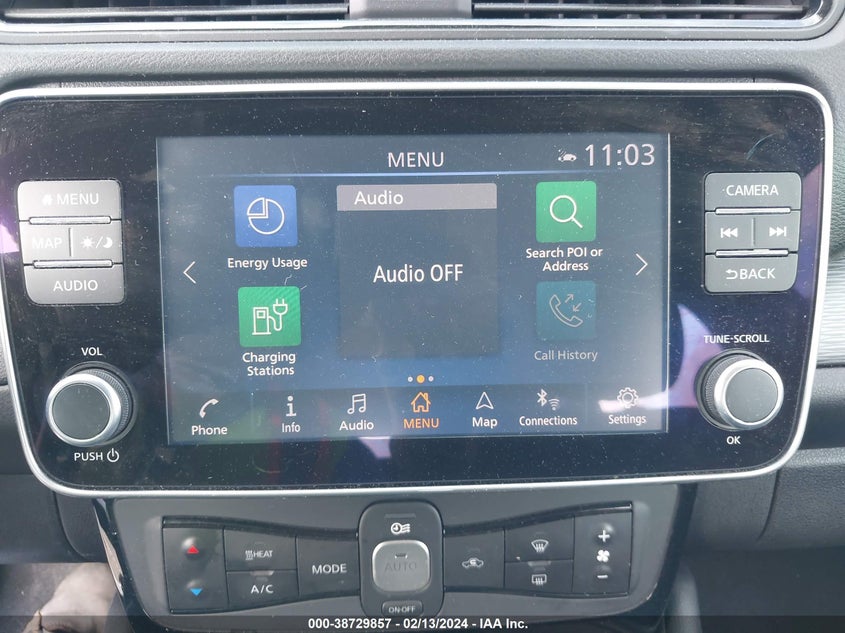 MENU
11:03
MENU
MAP
AUDIO
CAMERA
BACK
Energy Usage
Audio
Audio OFF
Search POI or
Address
Charging
Stations
Call History
VOL
TUNE·SCROLL
Phone
Info
Audio
MENU
Map
Connections
Settings
PUSH
OK
HEAT
A/C
MODE
AUTO
ON·OFF
+
−
000-38729857 - 02/13/2024 - IAA Inc.